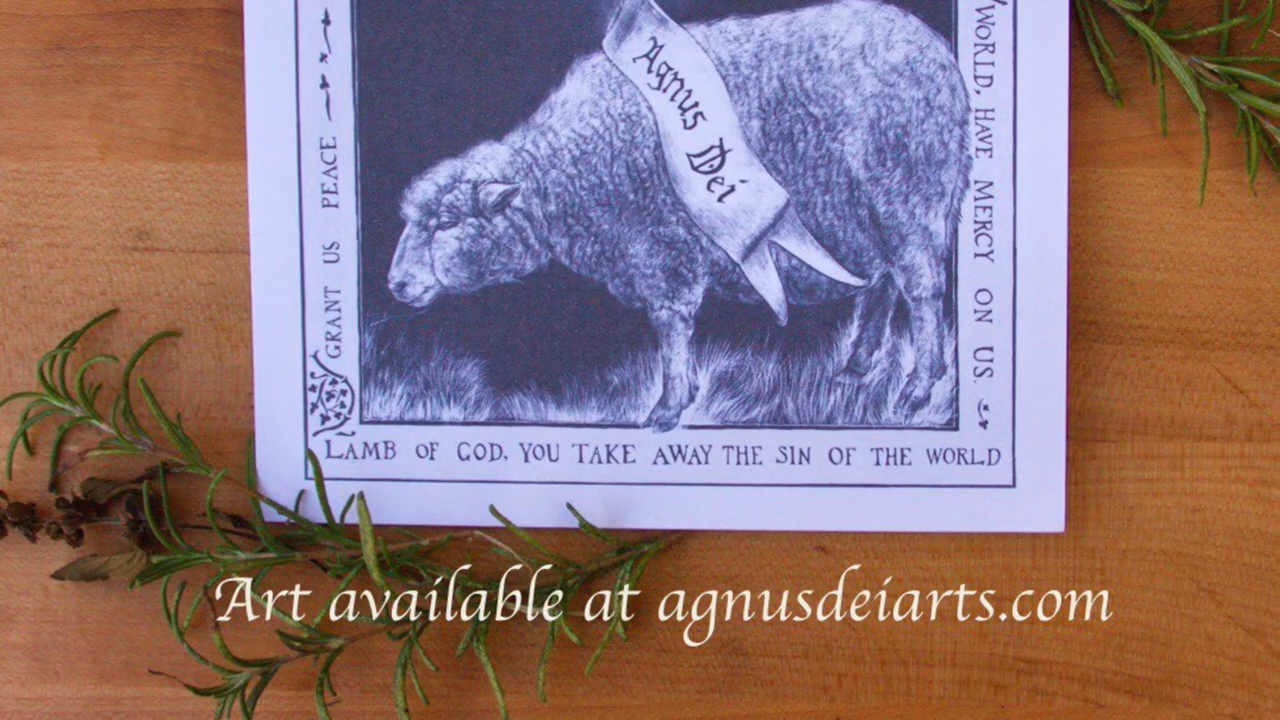 Agnus Dei
WORLD, HAVE MERCY ON US.
GRANT US PEACE
LAMB OF GOD, YOU TAKE AWAY THE SIN OF THE WORLD
Art available at agnusdeiarts.com